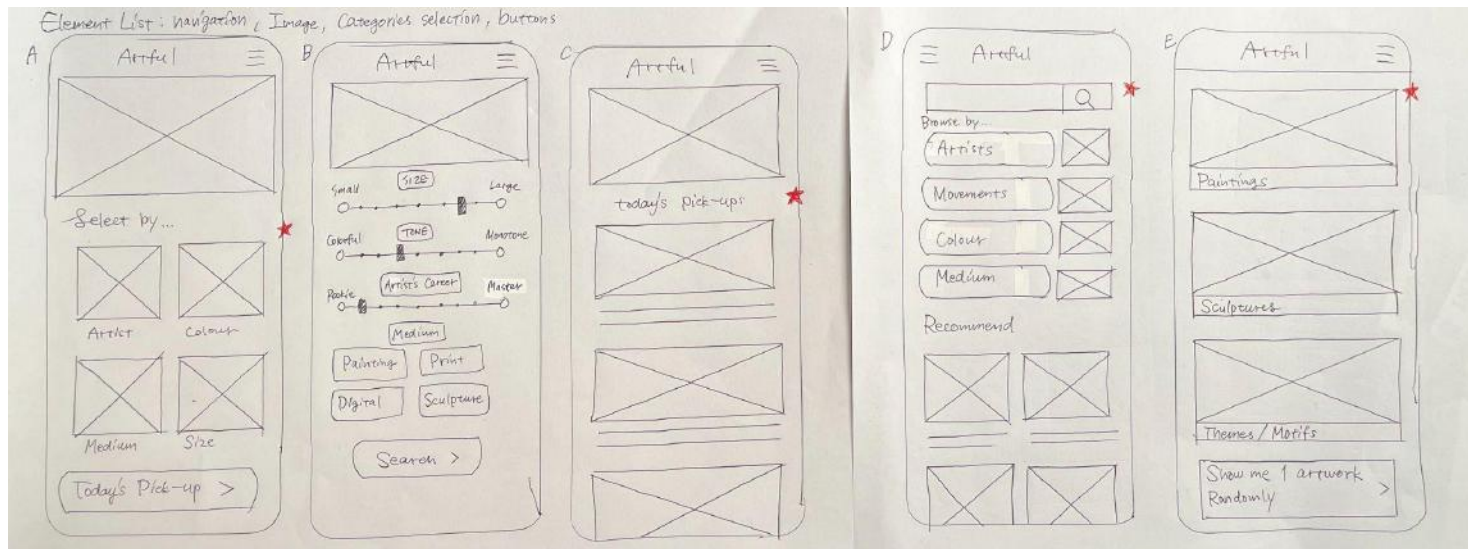 Element List: navigation, Image, Categories selection, buttons
A
Artful
Select by...
Artist
Colour
Medium
Size
Today's Pick-up >
B
Artful
SIZE
Small
Large
TONE
Colorful
Monotone
Artist's Career
Rookie
Master
Medium
Painting
Print
Digital
Sculpture
Search >
C
Artful
today's pick-ups
D
Artful
Browse by...
Artists
Movements
Colour
Medium
Recommend
E
Artful
Paintings
Sculptures
Themes / Motifs
Show me 1 artwork
Randomly >